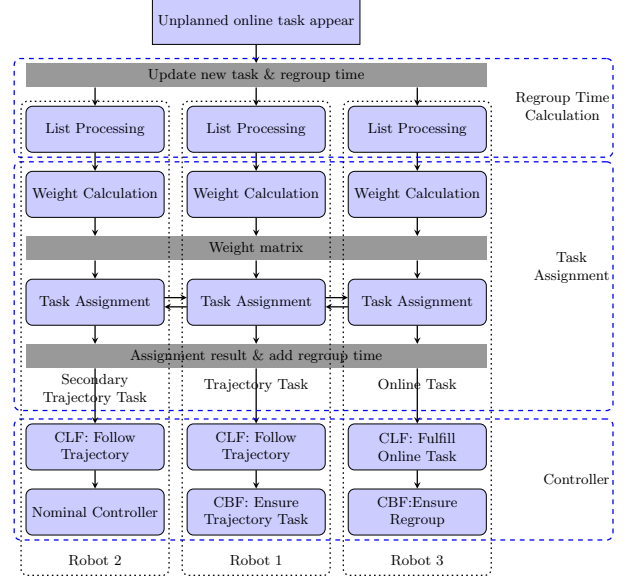 Unplanned online task appear
Update new task & regroup time
Regroup Time
Calculation
List Processing
List Processing
List Processing
Weight Calculation
Weight Calculation
Weight Calculation
Weight matrix
Task
Assignment
Task Assignment
Task Assignment
Task Assignment
Assignment result & add regroup time
Secondary
Trajectory Task
Trajectory Task
Online Task
CLF: Follow
Trajectory
CLF: Follow
Trajectory
CLF: Fulfill
Online Task
Controller
Nominal Controller
CBF: Ensure
Trajectory Task
CBF:Ensure
Regroup
Robot 2
Robot 1
Robot 3